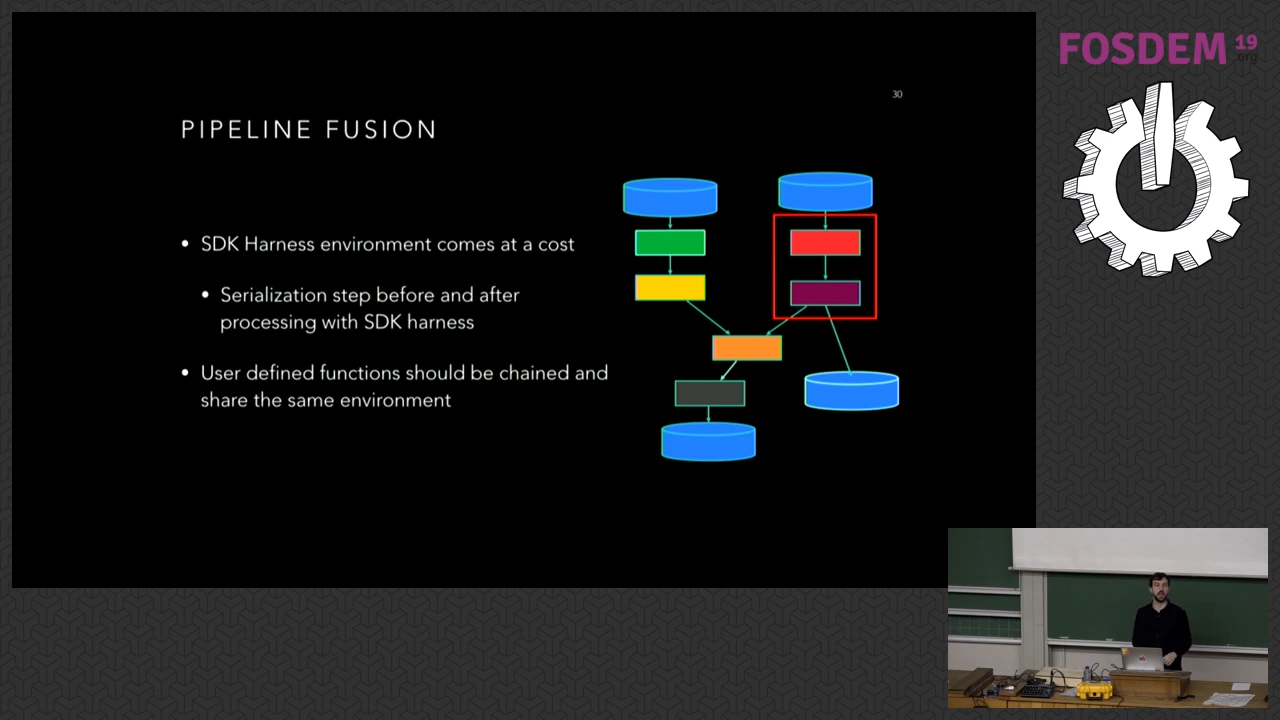 FOSDEM 19
.org
30
PIPELINE FUSION
• SDK Harness environment comes at a cost
• Serialization step before and after
processing with SDK harness
• User defined functions should be chained and
share the same environment